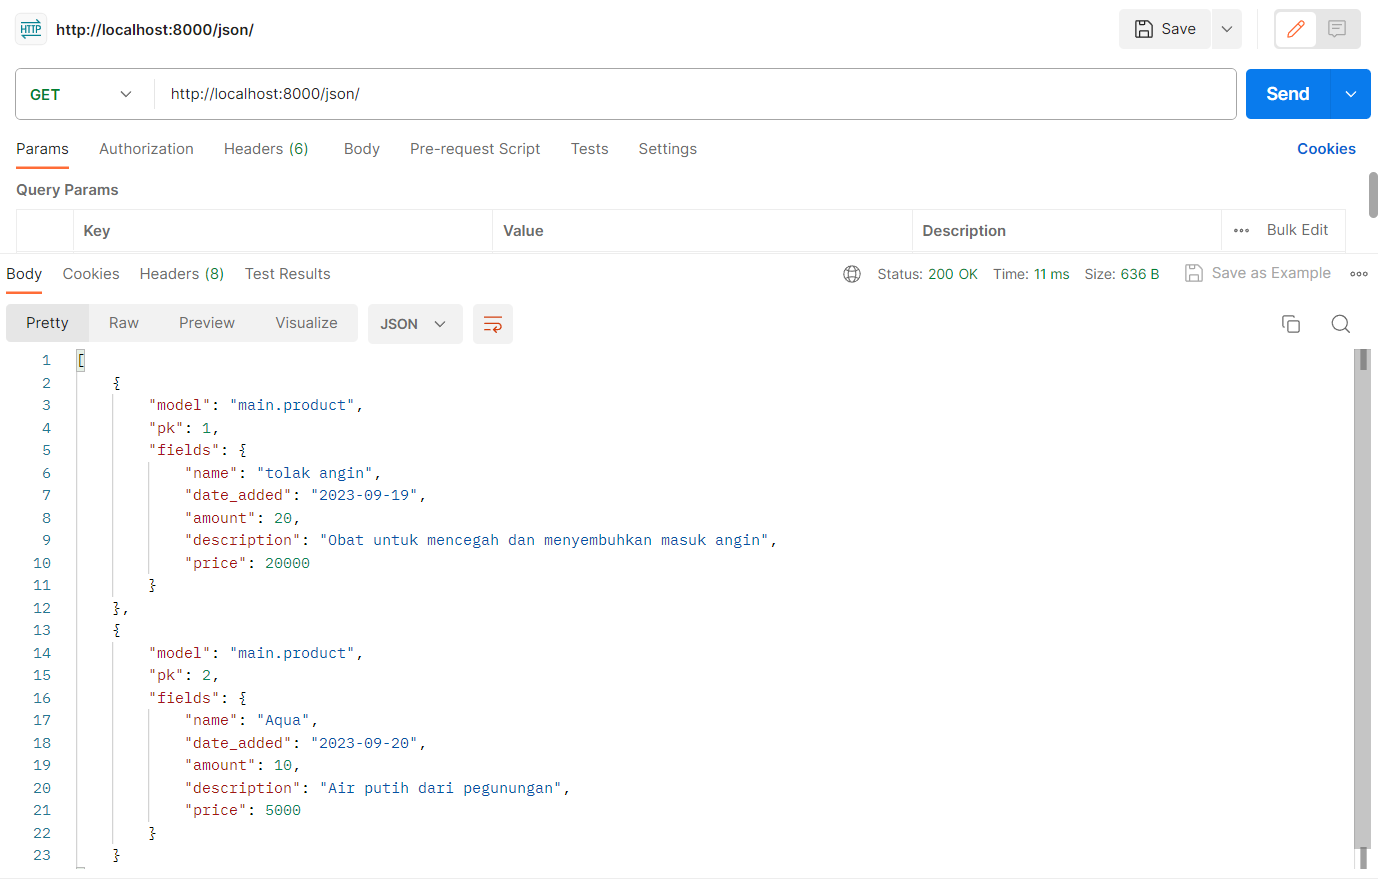 HTTP http://localhost:8000/json/ Save
GET http://localhost:8000/json/ Send
Params Authorization Headers (6) Body Pre-request Script Tests Settings Cookies
Query Params
Key Value Description ••• Bulk Edit
Body Cookies Headers (8) Test Results Status: 200 OK Time: 11 ms Size: 636 B Save as Example •••
Pretty Raw Preview Visualize JSON
1 [
2 {
3 "model": "main.product",
4 "pk": 1,
5 "fields": {
6 "name": "tolak angin",
7 "date_added": "2023-09-19",
8 "amount": 20,
9 "description": "Obat untuk mencegah dan menyembuhkan masuk angin",
10 "price": 20000
11 }
12 },
13 {
14 "model": "main.product",
15 "pk": 2,
16 "fields": {
17 "name": "Aqua",
18 "date_added": "2023-09-20",
19 "amount": 10,
20 "description": "Air putih dari pegunungan",
21 "price": 5000
22 }
23 }